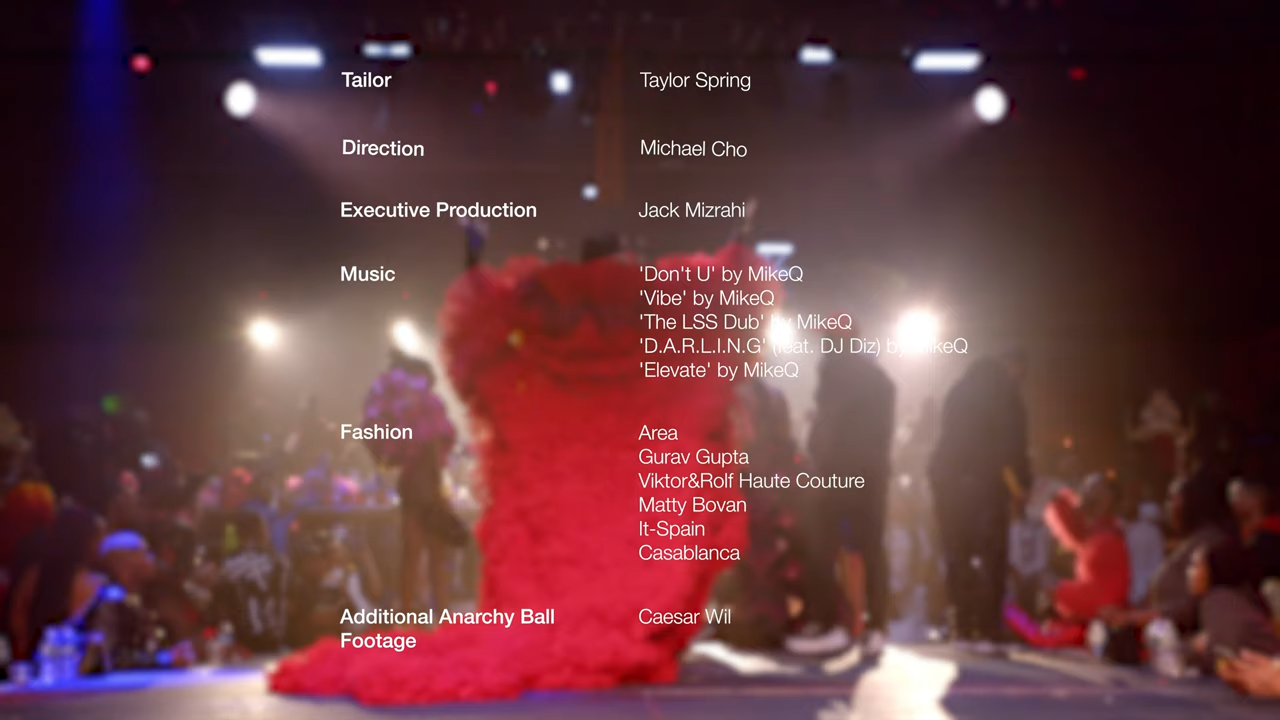 Tailor Taylor Spring
Direction Michael Cho
Executive Production Jack Mizrahi
Music 'Don't U' by MikeQ
'Vibe' by MikeQ
'The LSS Dub' by MikeQ
'D.A.R.L.I.N.G' (feat. DJ Diz) by MikeQ
'Elevate' by MikeQ
Fashion Area
Gurav Gupta
Viktor&Rolf Haute Couture
Matty Bovan
It-Spain
Casablanca
Additional Anarchy Ball Caesar Wil
Footage